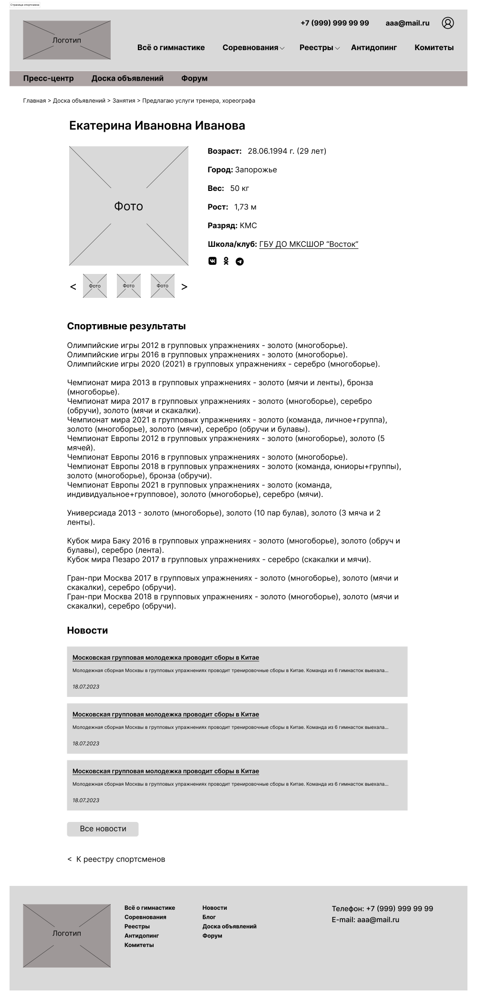 Страница спортсмена
+7 (999) 999 99 99 aaa@mail.ru
Логотип
Всё о гимнастике Соревнования Реестры Антидопинг Комитеты
Пресс-центр Доска объявлений Форум
Главная > Доска объявлений > Занятия > Предлагаю услуги тренера, хореографа
Екатерина Ивановна Иванова
Фото
Возраст: 28.06.1994 г. (29 лет)
Город: Запорожье
Вес: 50 кг
Рост: 1,73 м
Разряд: КМС
Школа/клуб: ГБУ ДО МКСШОР “Восток”
< Фото Фото Фото >
Спортивные результаты
Олимпийские игры 2012 в групповых упражнениях - золото (многоборье).
Олимпийские игры 2016 в групповых упражнениях - золото (многоборье).
Олимпийские игры 2020 (2021) в групповых упражнениях - серебро (многоборье).
Чемпионат мира 2013 в групповых упражнениях - золото (мячи и ленты), бронза
(многоборье).
Чемпионат мира 2017 в групповых упражнениях - золото (многоборье), серебро
(обручи), золото (мячи и скакалки).
Чемпионат мира 2021 в групповых упражнениях - золото (команда, личное+группа),
золото (многоборье), золото (мячи), серебро (обручи и булавы).
Чемпионат Европы 2012 в групповых упражнениях - золото (многоборье), золото (5
мячей).
Чемпионат Европы 2016 в групповых упражнениях - золото (многоборье).
Чемпионат Европы 2018 в групповых упражнениях - золото (команда, юниоры+группы),
золото (многоборье), бронза (обручи).
Чемпионат Европы 2021 в групповых упражнениях - золото (команда,
индивидуальное+групповое), золото (многоборье), серебро (мячи).
Универсиада 2013 - золото (многоборье), золото (10 пар булав), золото (3 мяча и 2
ленты).
Кубок мира Баку 2016 в групповых упражнениях - золото (многоборье), золото (обруч и
булавы), серебро (лента).
Кубок мира Пезаро 2017 в групповых упражнениях - серебро (скакалки и мячи).
Гран-при Москва 2017 в групповых упражнениях - золото (многоборье), золото (мячи и
скакалки), серебро (обручи).
Гран-при Москва 2018 в групповых упражнениях - золото (многоборье), золото (мячи и
скакалки), серебро (обручи).
Новости
Московская групповая молодежка проводит сборы в Китае
Молодежная сборная Москвы в групповых упражнениях проводит тренировочные сборы в Китае. Команда из 6 гимнасток выехала...
18.07.2023
Московская групповая молодежка проводит сборы в Китае
Молодежная сборная Москвы в групповых упражнениях проводит тренировочные сборы в Китае. Команда из 6 гимнасток выехала...
18.07.2023
Московская групповая молодежка проводит сборы в Китае
Молодежная сборная Москвы в групповых упражнениях проводит тренировочные сборы в Китае. Команда из 6 гимнасток выехала...
18.07.2023
Все новости
< К реестру спортсменов
Логотип
Всё о гимнастике
Соревнования
Реестры
Антидопинг
Комитеты
Новости
Блог
Доска объявлений
Форум
Телефон: +7 (999) 999 99 99
E-mail: aaa@mail.ru